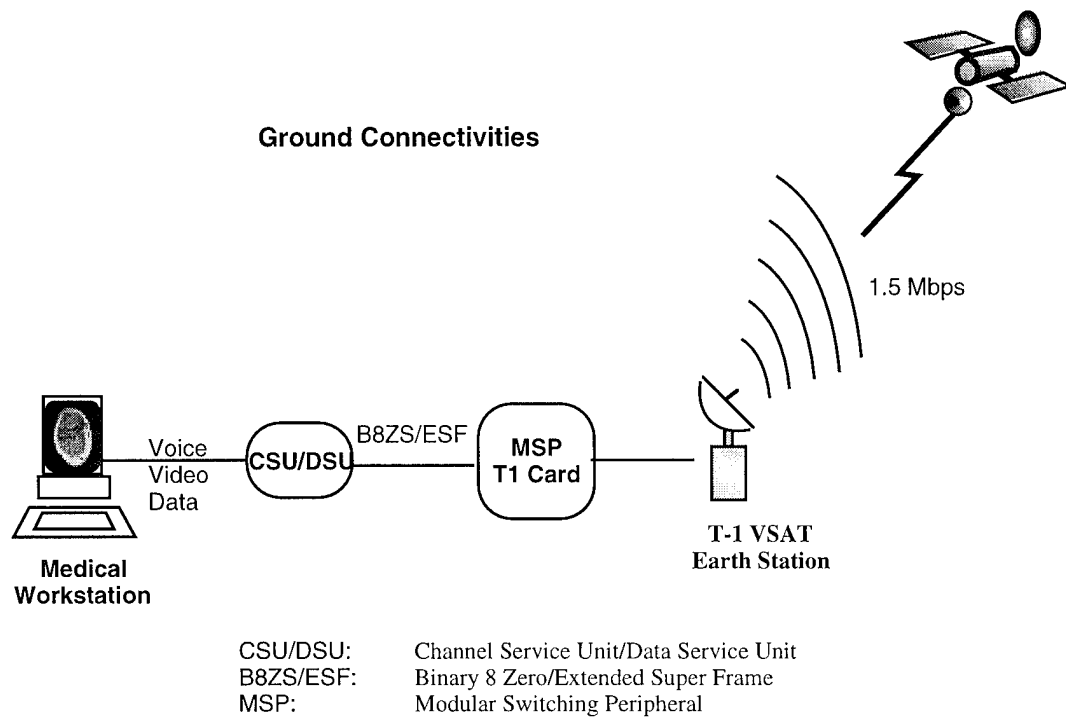 Ground Connectivities
1.5 Mbps
Voice
Video
Data
CSU/DSU
B8ZS/ESF
MSP
T1 Card
T-1 VSAT
Earth Station
Medical
Workstation
CSU/DSU: Channel Service Unit/Data Service Unit
B8ZS/ESF: Binary 8 Zero/Extended Super Frame
MSP: Modular Switching Peripheral